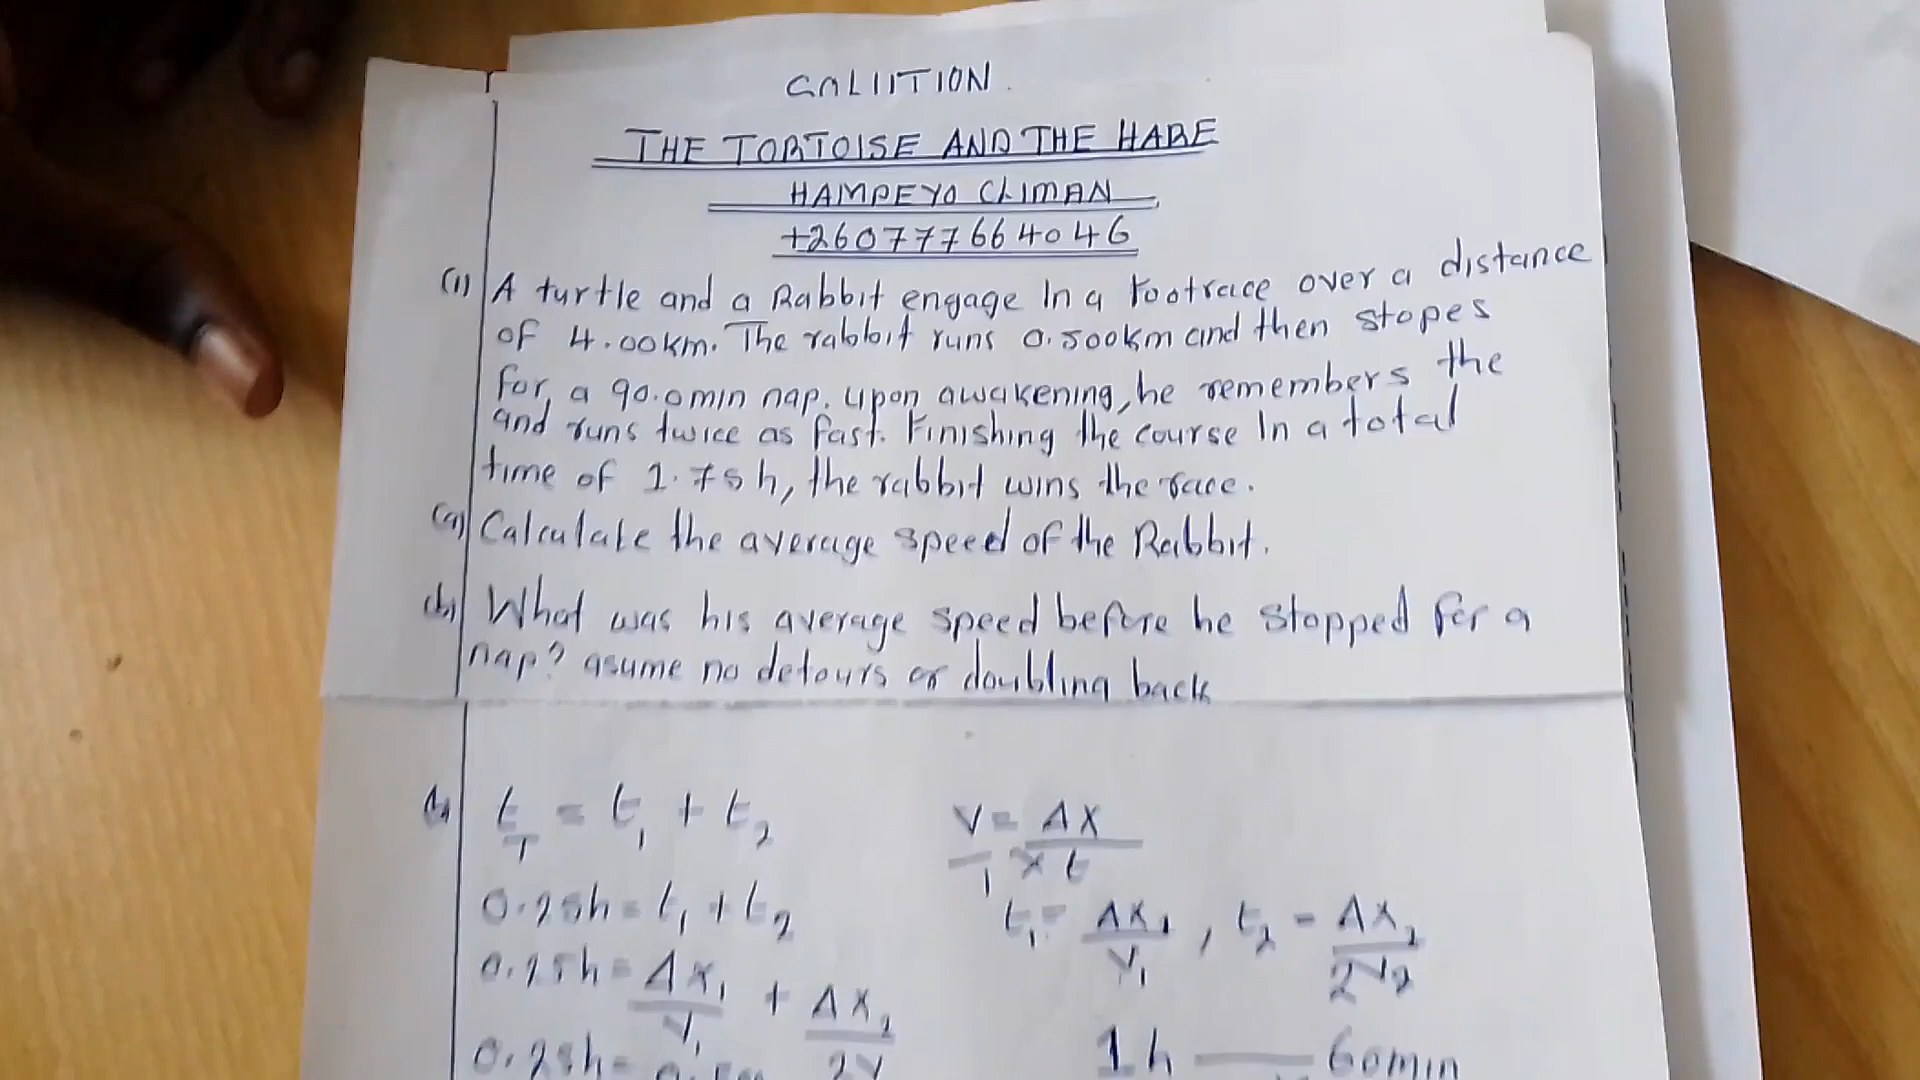 SOLUTION.
THE TORTOISE AND THE HARE
HAMPEYO CLIMAN
+260777664046
(1) A turtle and a Rabbit engage In a footrace over a distance
of 4.00km. The rabbit runs 0.500km and then stopes
for a 90.0min nap. upon awakening, he remembers the
and runs twice as fast. Finishing the course In a total
time of 1.75h, the rabbit wins the race.
(a) Calculate the average speed of the Rabbit.
(b) What was his average speed before he stopped for a
nap? asume no detours or doubling back
t_T = t_1 + t_2
V = ΔX
1 × t
0.25h = t_1 + t_2
t_1 = ΔX_1 / V_1 , t_2 = ΔX_2 / 2V_2
0.25h = ΔX_1 / V_1 + ΔX_2 / 2V
0.25h =
1h — 60min